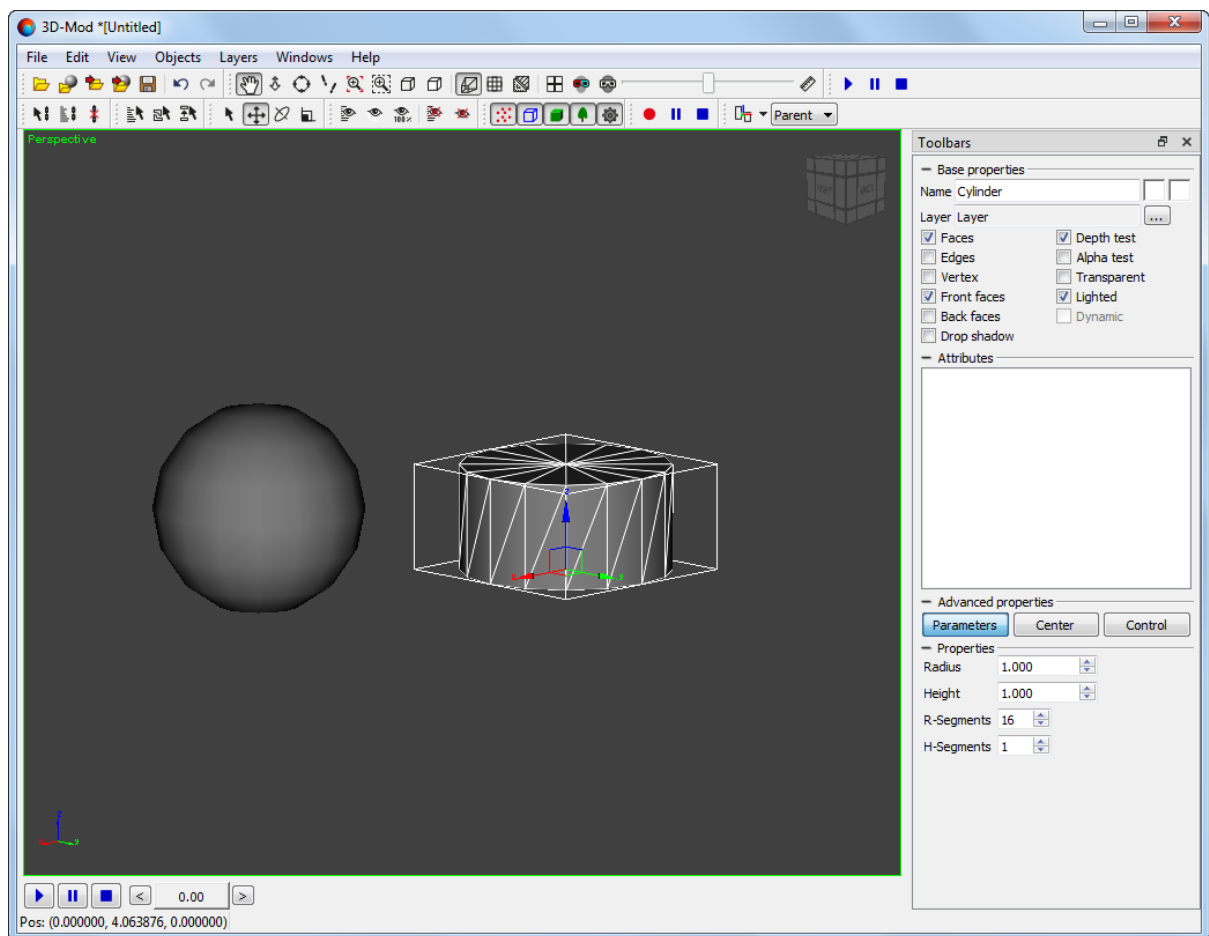 3D-Mod *[Untitled]
File Edit View Objects Layers Windows Help
100%
Parent
Perspective
Toolbars
Base properties
Name Cylinder
Layer Layer ...
Faces Depth test
Edges Alpha test
Vertex Transparent
Front faces Lighted
Back faces Dynamic
Drop shadow
Attributes
z
x y
Advanced properties
Parameters Center Control
Properties
Radius 1.000
Height 1.000
R-Segments 16
H-Segments 1
z
x y
< 0.00 >
Pos: (0.000000, 4.063876, 0.000000)